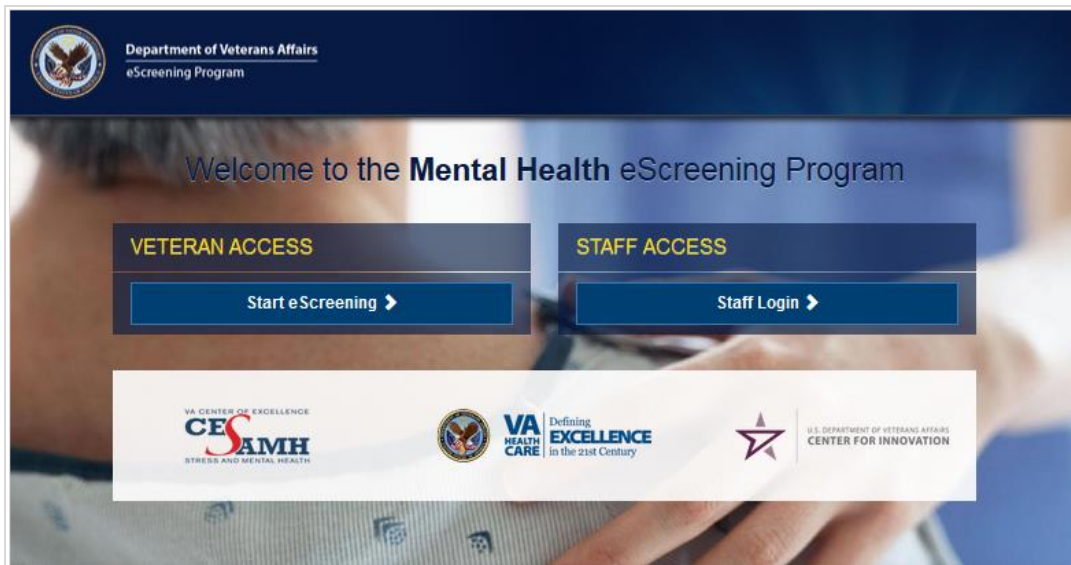 Department of Veterans Affairs
eScreening Program
Welcome to the Mental Health eScreening Program
VETERAN ACCESS
Start eScreening
STAFF ACCESS
Staff Login
VA CENTER OF EXCELLENCE
CESAMH
STRESS AND MENTAL HEALTH
VA
HEALTH
CARE
Defining
EXCELLENCE
in the 21st Century
U.S. DEPARTMENT OF VETERANS AFFAIRS
CENTER FOR INNOVATION